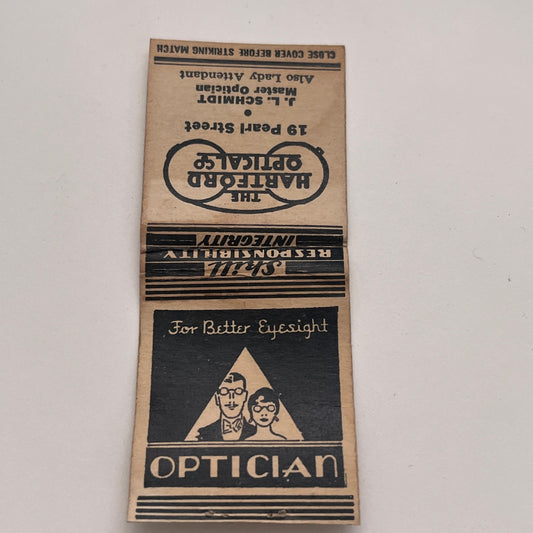 CLOSE COVER BEFORE STRIKING MATCH
Also Lady Attendant
Master Optician
J. L. SCHMIDT
•
19 Pearl Street
THE
HARTFORD
OPTICAL CO
Skill
RESPONSIBILITY
INTEGRITY
For Better Eyesight
OPTICIAN